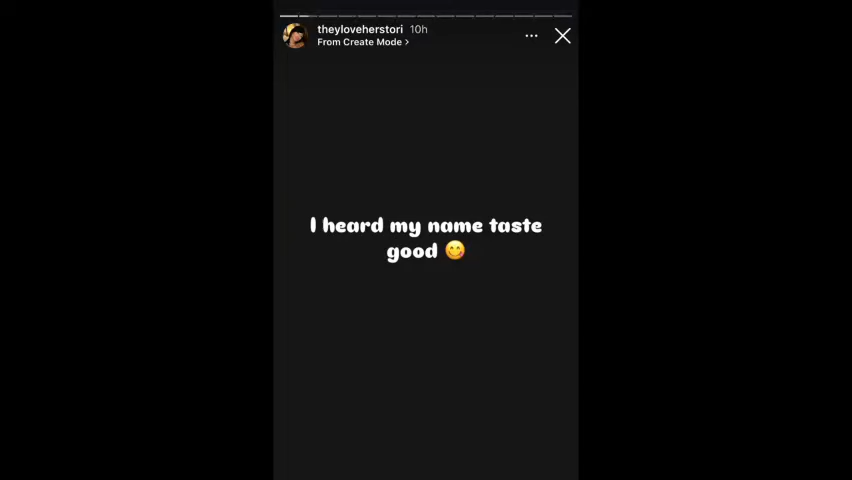 theyloveherstori 10h
From Create Mode >
I heard my name taste
good 😋